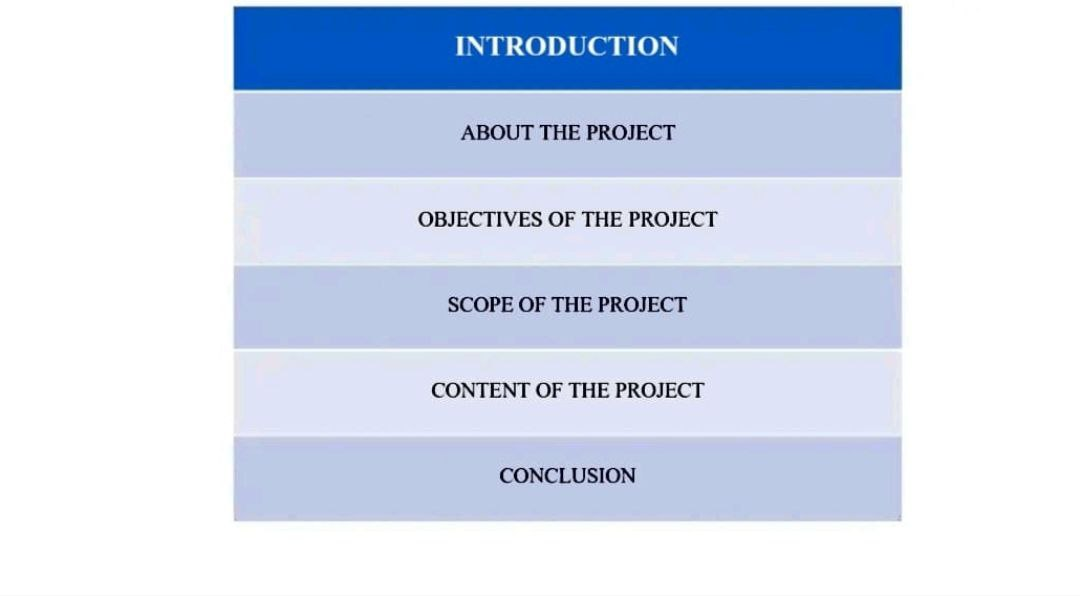 INTRODUCTION
ABOUT THE PROJECT
OBJECTIVES OF THE PROJECT
SCOPE OF THE PROJECT
CONTENT OF THE PROJECT
CONCLUSION